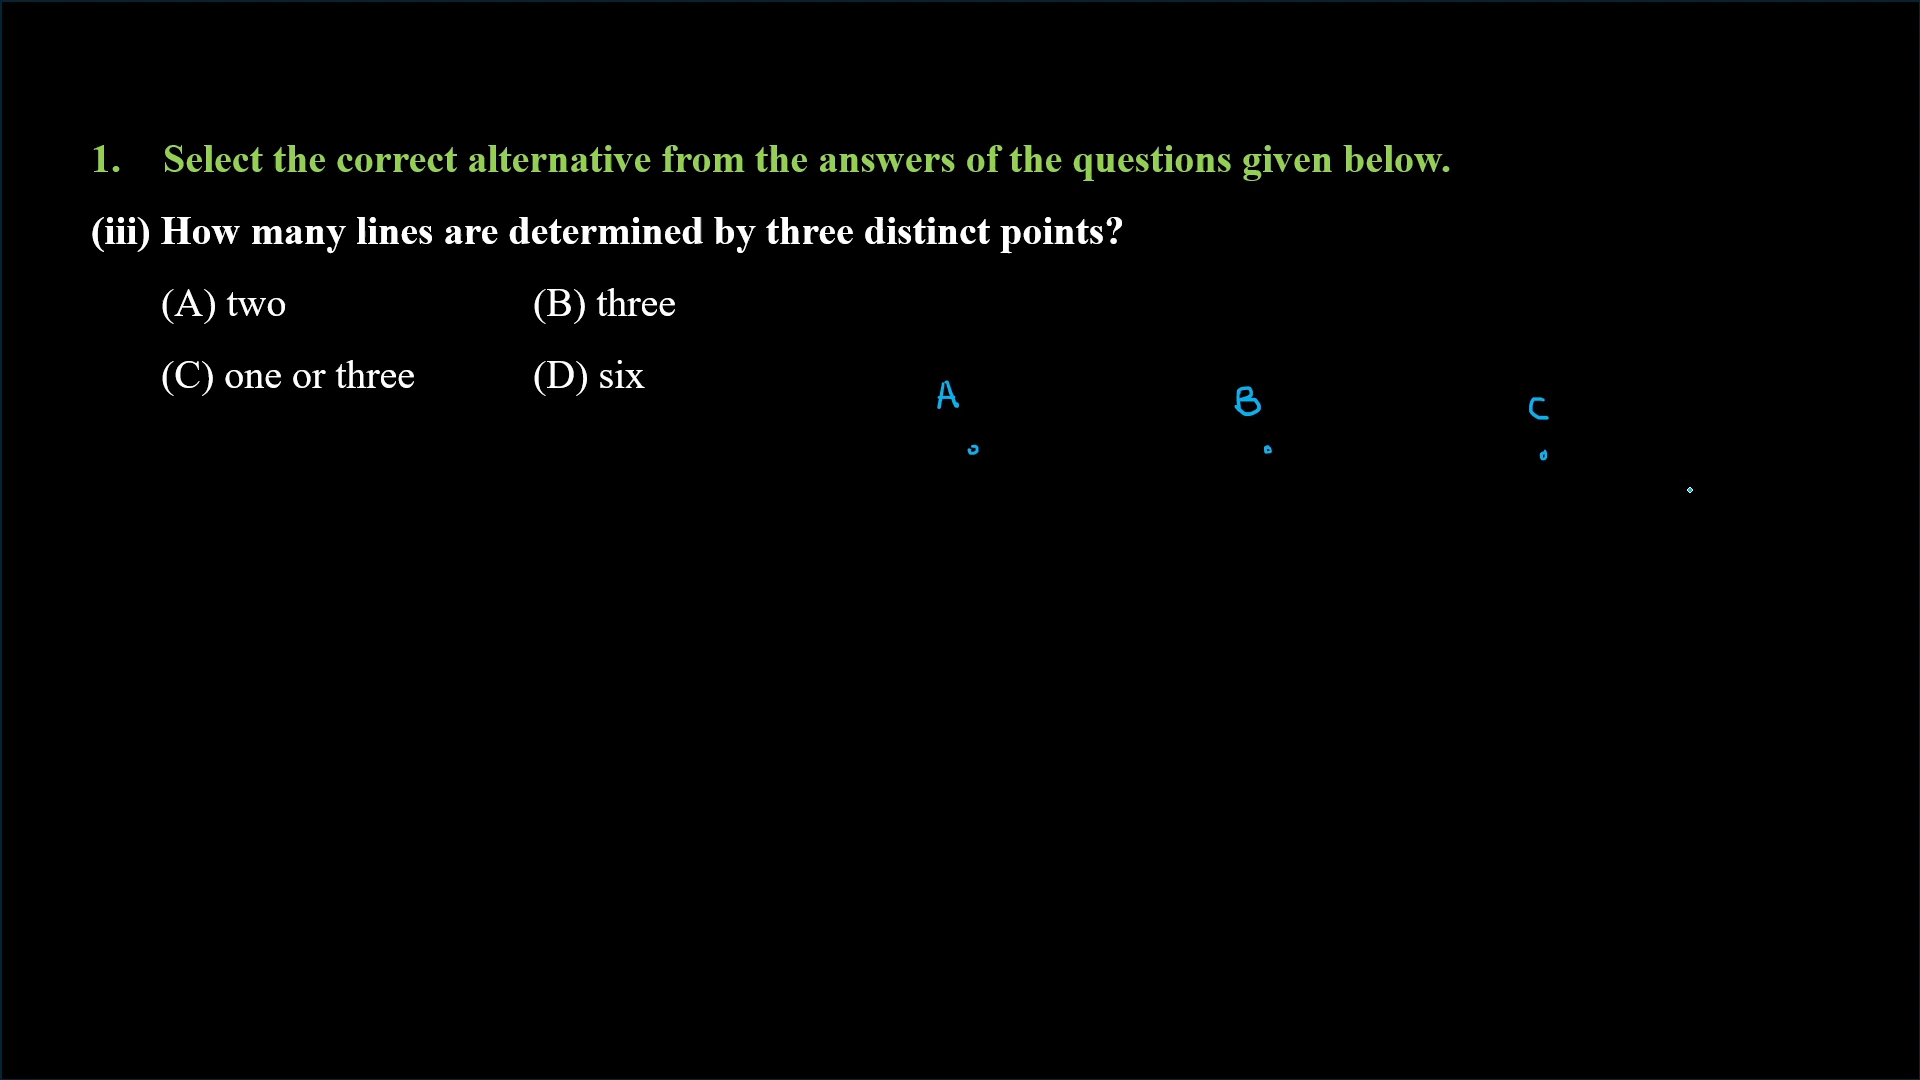 1. Select the correct alternative from the answers of the questions given below.
(iii) How many lines are determined by three distinct points?
(A) two (B) three
(C) one or three (D) six
A B C